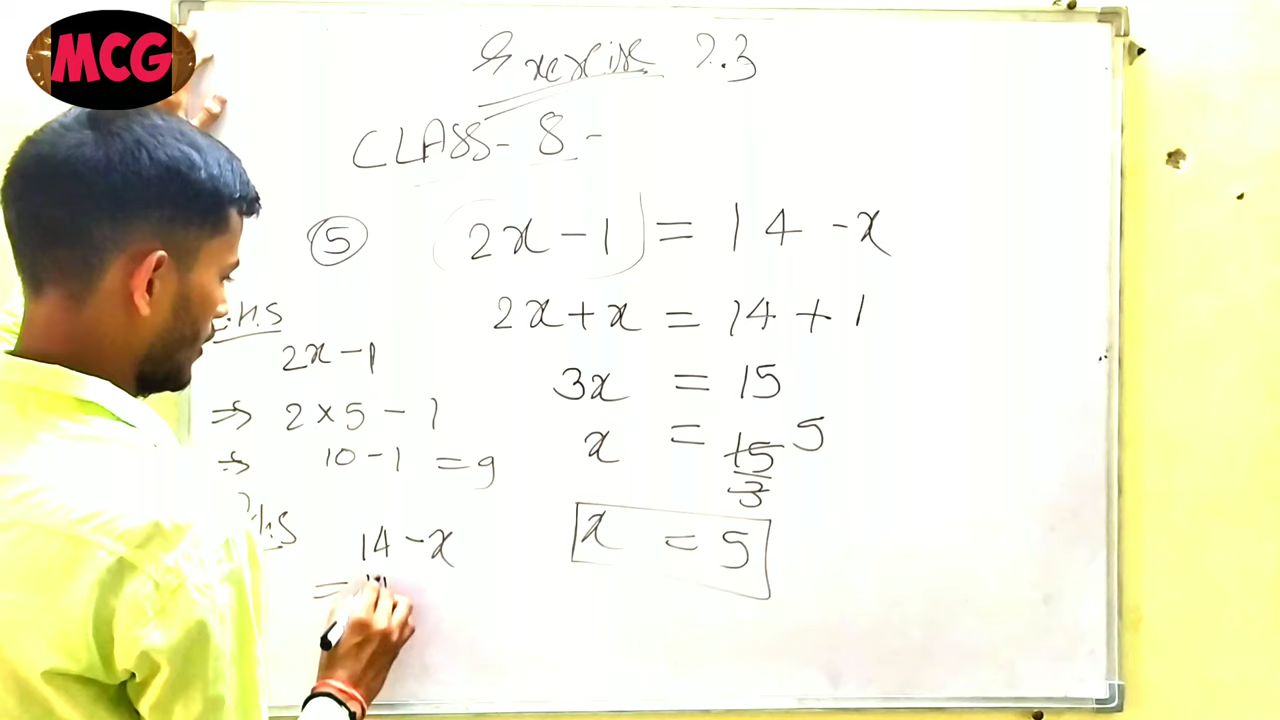 MCG
Exercise 2.3
CLASS- 8 -
⑤ 2x - 1 = 14 - x
2x + x = 14 + 1
3x = 15
x = 15/3 5
x = 5
L.H.S
2x - 1
⇒ 2 × 5 - 1
⇒ 10 - 1 = 9
R.H.S
14 - x
=